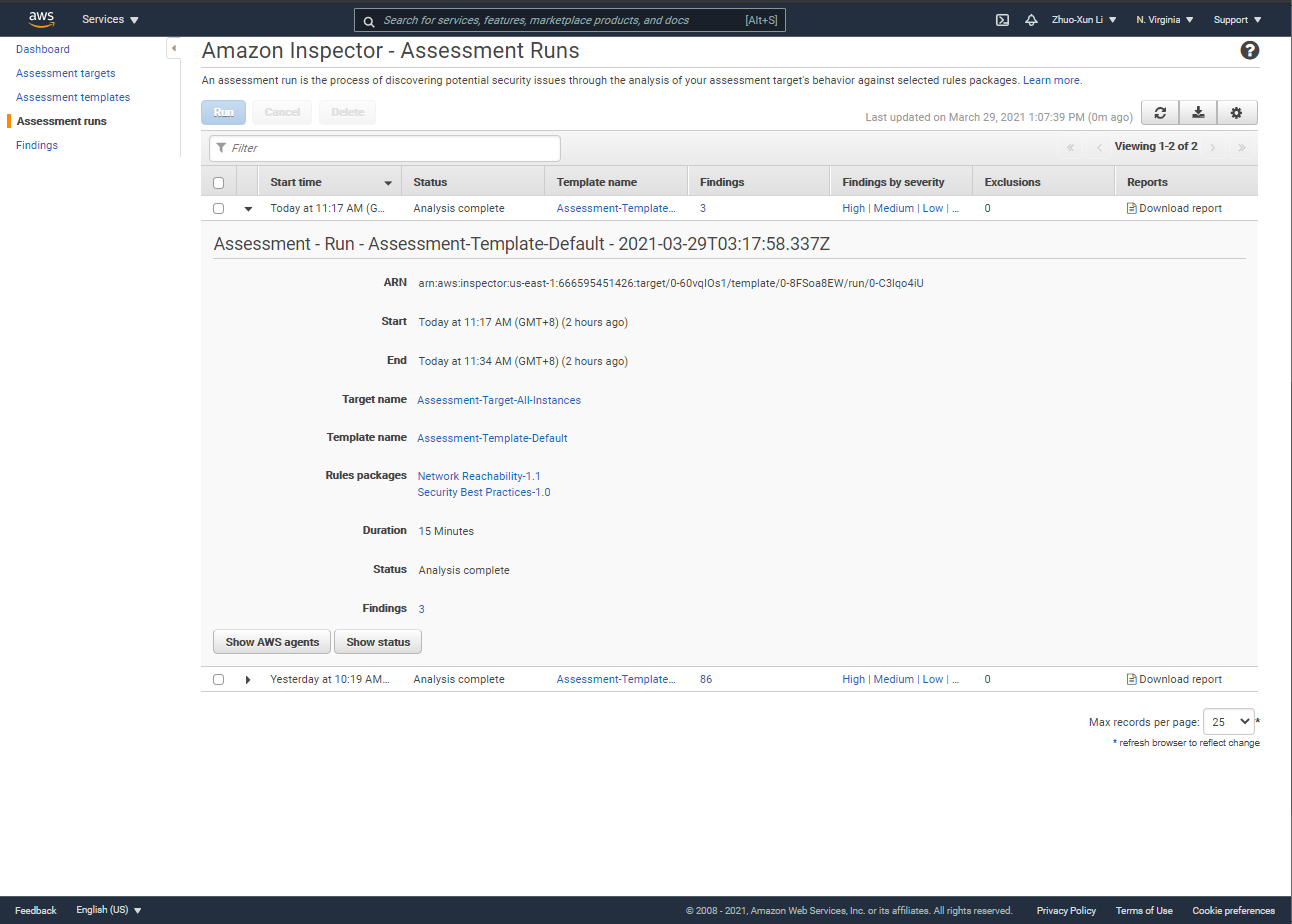 aws Services Search for services, features, marketplace products, and docs [Alt+S] Zhuo-Xun Li N. Virginia Support
Dashboard
Assessment targets
Assessment templates
Assessment runs
Findings
Amazon Inspector - Assessment Runs
An assessment run is the process of discovering potential security issues through the analysis of your assessment target's behavior against selected rules packages. Learn more.
Run Cancel Delete Last updated on March 29, 2021 1:07:39 PM (0m ago)
Filter Viewing 1-2 of 2
Start time Status Template name Findings Findings by severity Exclusions Reports
Today at 11:17 AM (G... Analysis complete Assessment-Template... 3 High | Medium | Low | ... 0 Download report
Assessment - Run - Assessment-Template-Default - 2021-03-29T03:17:58.337Z
ARN arn:aws:inspector:us-east-1:666595451426:target/0-60vqIOs1/template/0-8FSoa8EW/run/0-C3Iqo4iU
Start Today at 11:17 AM (GMT+8) (2 hours ago)
End Today at 11:34 AM (GMT+8) (2 hours ago)
Target name Assessment-Target-All-Instances
Template name Assessment-Template-Default
Rules packages Network Reachability-1.1
Security Best Practices-1.0
Duration 15 Minutes
Status Analysis complete
Findings 3
Show AWS agents Show status
Yesterday at 10:19 AM... Analysis complete Assessment-Template... 86 High | Medium | Low | ... 0 Download report
Max records per page: 25 *
* refresh browser to reflect change
Feedback English (US) © 2008 - 2021, Amazon Web Services, Inc. or its affiliates. All rights reserved. Privacy Policy Terms of Use Cookie preferences